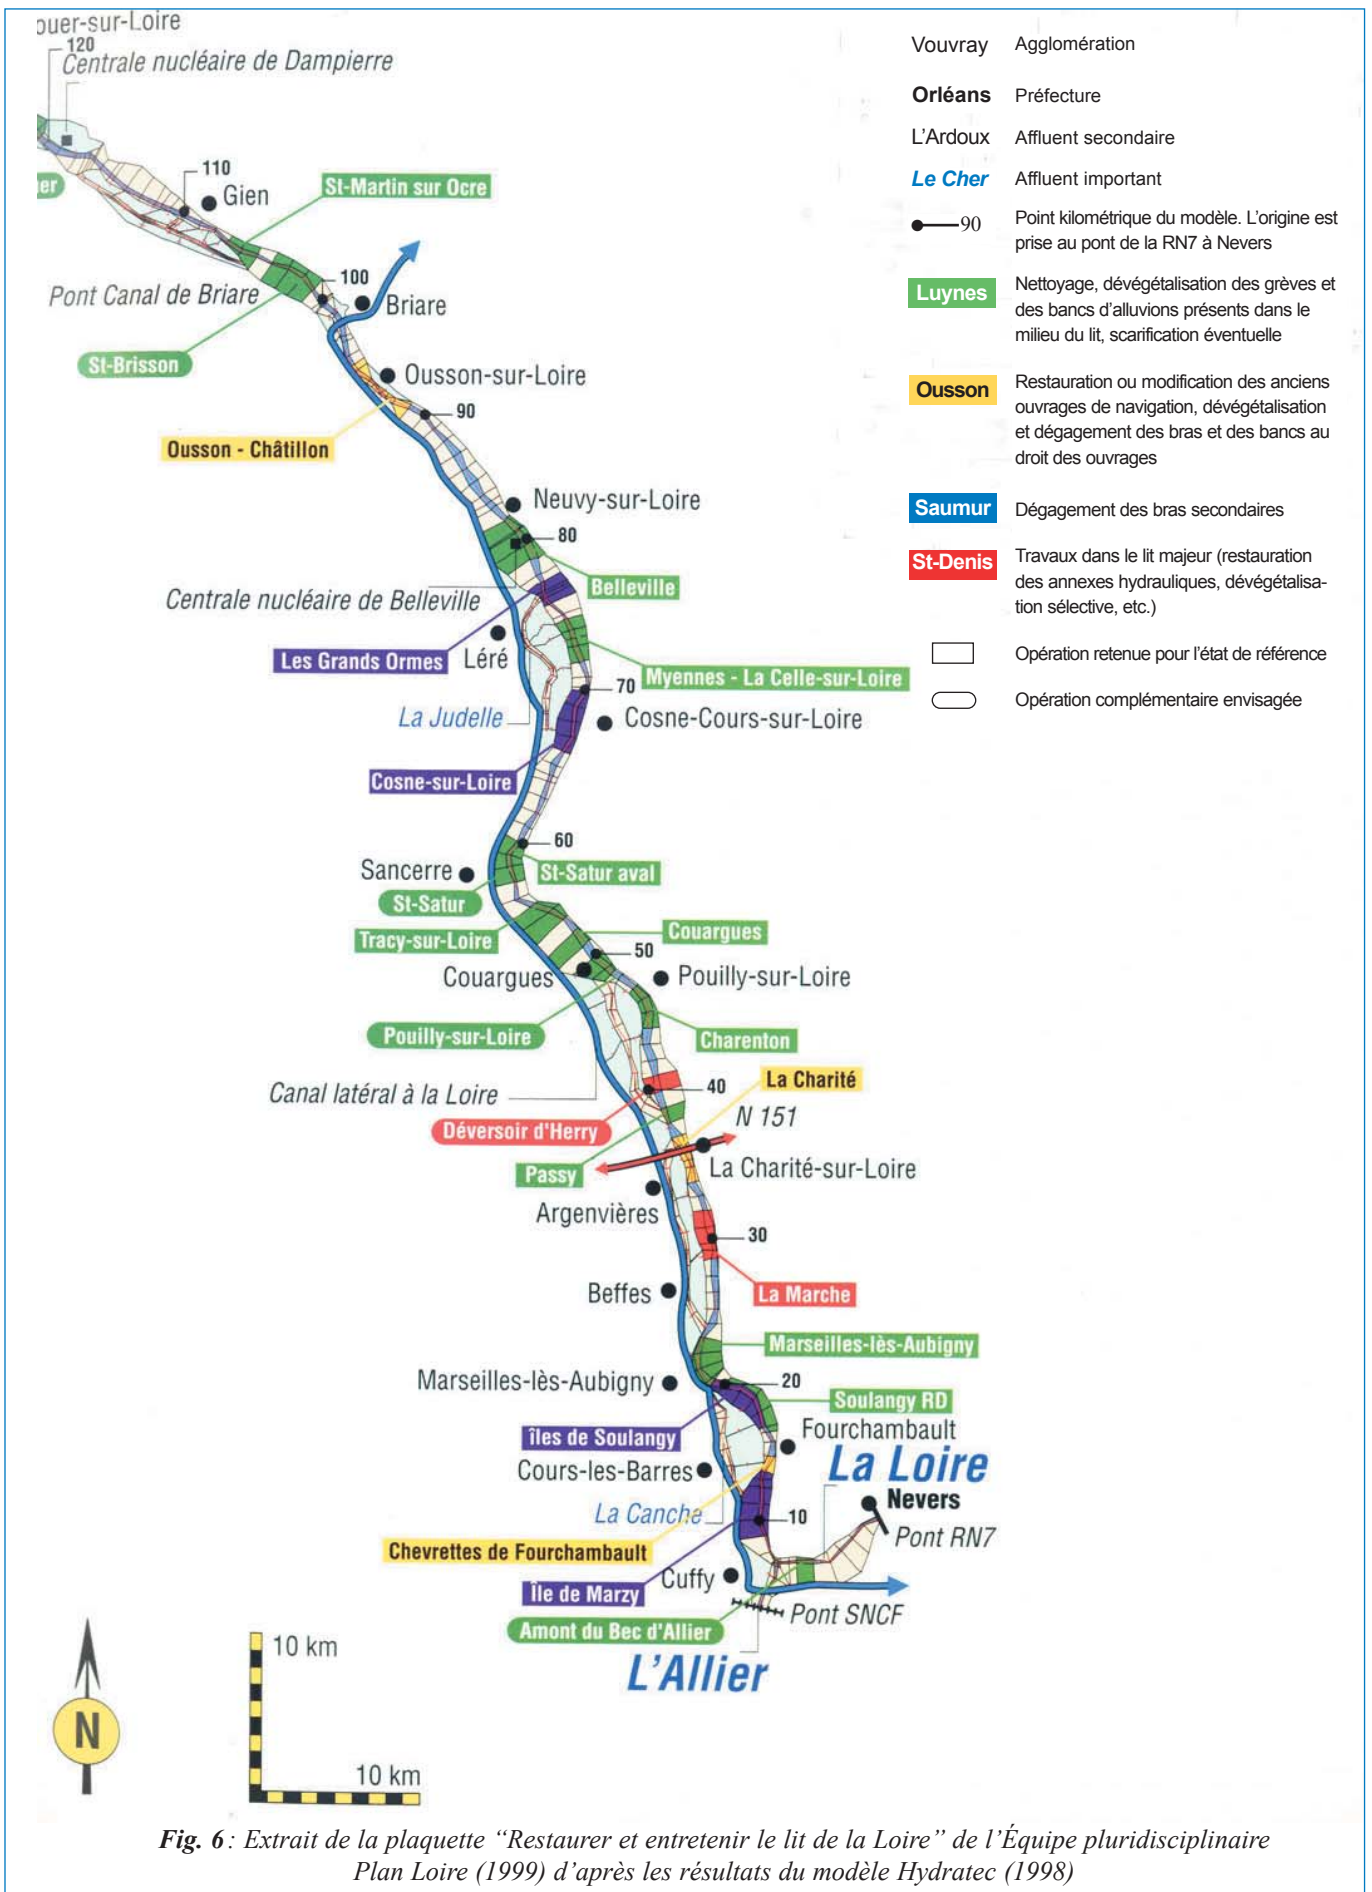 ouer-sur-Loire
120
Centrale nucléaire de Dampierre
er
110
Gien
St-Martin sur Ocre
Pont Canal de Briare
100
Briare
St-Brisson
Ousson-sur-Loire
90
Ousson - Châtillon
Neuvy-sur-Loire
80
Belleville
Centrale nucléaire de Belleville
Les Grands Ormes
Léré
Myennes - La Celle-sur-Loire
70
La Judelle
Cosne-Cours-sur-Loire
Cosne-sur-Loire
60
Sancerre
St-Satur aval
St-Satur
Tracy-sur-Loire
Couargues
50
Couargues
Pouilly-sur-Loire
Pouilly-sur-Loire
Charenton
Canal latéral à la Loire
40
La Charité
N 151
Déversoir d'Herry
Passy
La Charité-sur-Loire
Argenvières
30
Beffes
La Marche
Marseilles-lès-Aubigny
Marseilles-lès-Aubigny
20
Soulangy RD
îles de Soulangy
Fourchambault
Cours-les-Barres
La Loire
Nevers
La Canche
10
Pont RN7
Chevrettes de Fourchambault
Cuffy
Île de Marzy
Pont SNCF
Amont du Bec d'Allier
L'Allier
10 km
10 km
N
Vouvray Agglomération
Orléans Préfecture
L'Ardoux Affluent secondaire
Le Cher Affluent important
90 Point kilométrique du modèle. L'origine est
prise au pont de la RN7 à Nevers
Luynes Nettoyage, dévégétalisation des grèves et
des bancs d'alluvions présents dans le
milieu du lit, scarification éventuelle
Ousson Restauration ou modification des anciens
ouvrages de navigation, dévégétalisation
et dégagement des bras et des bancs au
droit des ouvrages
Saumur Dégagement des bras secondaires
St-Denis Travaux dans le lit majeur (restauration
des annexes hydrauliques, dévégétalisa-
tion sélective, etc.)
Opération retenue pour l'état de référence
Opération complémentaire envisagée
Fig. 6 : Extrait de la plaquette “Restaurer et entretenir le lit de la Loire” de l'Équipe pluridisciplinaire
Plan Loire (1999) d'après les résultats du modèle Hydratec (1998)